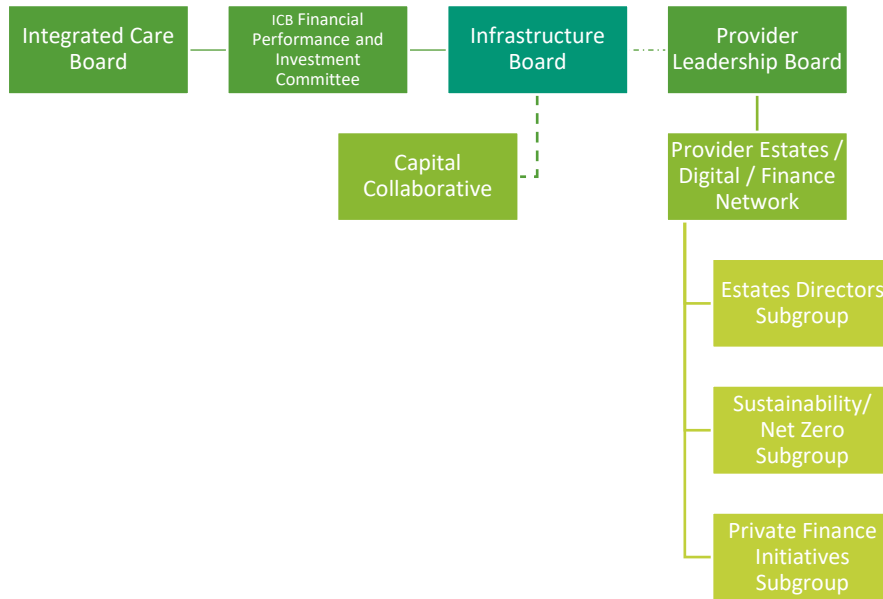 Integrated Care
Board
ICB Financial
Performance and
Investment
Committee
Infrastructure
Board
Provider
Leadership Board
Capital
Collaborative
Provider Estates /
Digital / Finance
Network
Estates Directors
Subgroup
Sustainability/
Net Zero
Subgroup
Private Finance
Initiatives
Subgroup